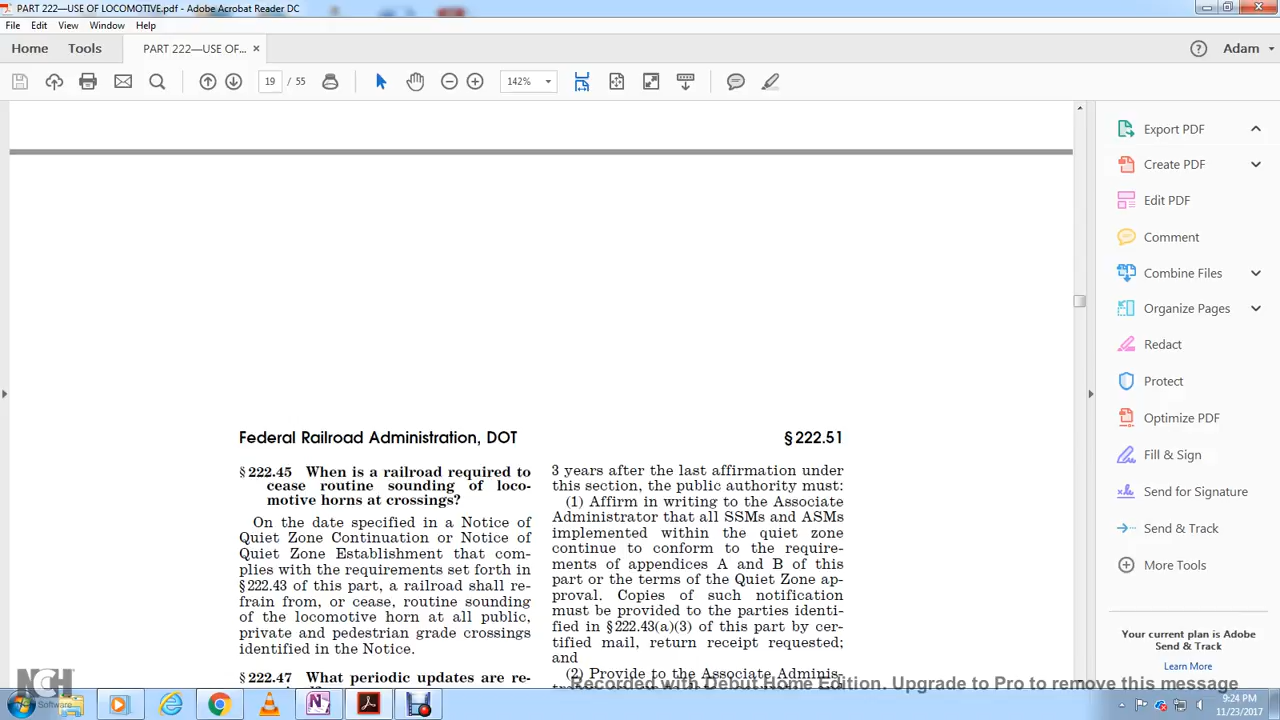 PART 222—USE OF LOCOMOTIVE.pdf - Adobe Acrobat Reader DC
File Edit View Window Help
Home Tools PART 222—USE OF... × Adam
19 / 55 142%
Export PDF
Create PDF
Edit PDF
Comment
Combine Files
Organize Pages
Redact
Protect
Optimize PDF
Fill & Sign
Send for Signature
Send & Track
More Tools
Your current plan is Adobe
Send & Track
Learn More
Federal Railroad Administration, DOT § 222.51
§ 222.45 When is a railroad required to
cease routine sounding of loco-
motive horns at crossings?
On the date specified in a Notice of
Quiet Zone Continuation or Notice of
Quiet Zone Establishment that com-
plies with the requirements set forth in
§222.43 of this part, a railroad shall re-
frain from, or cease, routine sounding
of the locomotive horn at all public,
private and pedestrian grade crossings
identified in the Notice.
§ 222.47 What periodic updates are re-
3 years after the last affirmation under
this section, the public authority must:
(1) Affirm in writing to the Associate
Administrator that all SSMs and ASMs
implemented within the quiet zone
continue to conform to the require-
ments of appendices A and B of this
part or the terms of the Quiet Zone ap-
proval. Copies of such notification
must be provided to the parties identi-
fied in §222.43(a)(3) of this part by cer-
tified mail, return receipt requested;
and
(2) Provide to the Associate Adminis-
Recorded with Debut Home Edition. Upgrade to Pro to remove this message
NCH Software
9:24 PM
11/23/2017